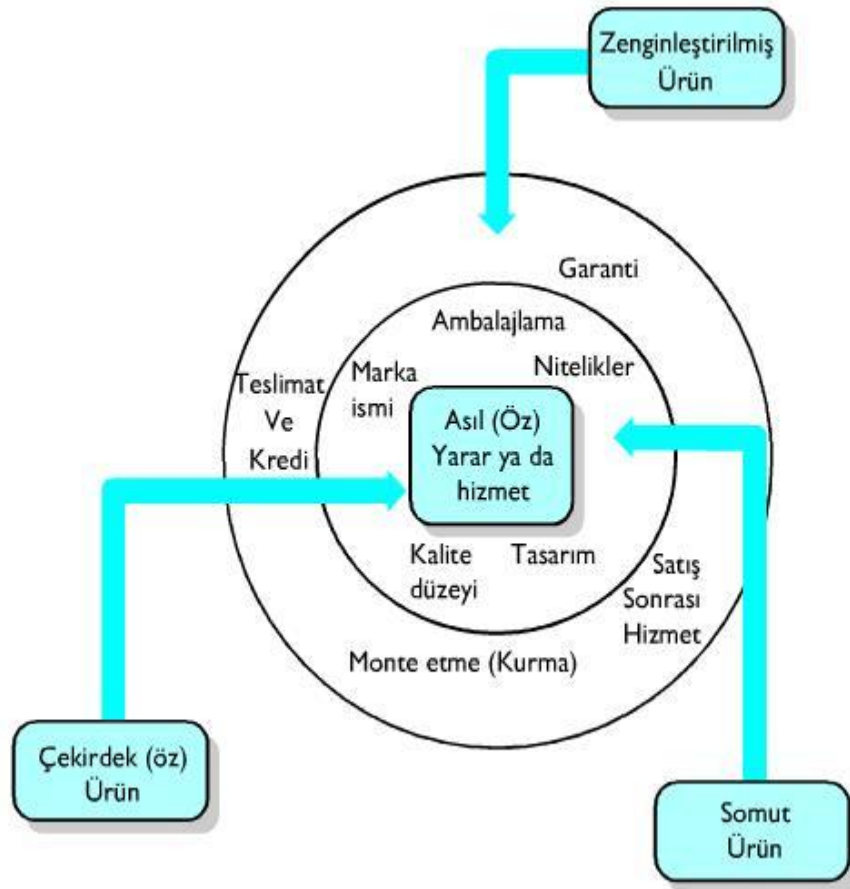 Zenginleştirilmiş
Ürün
Garanti
Ambalajlama
Nitelikler
Marka
ismi
Teslimat
Ve
Kredi
Asıl (Öz)
Yarar ya da
hizmet
Kalite
düzeyi
Tasarım
Satış
Sonrası
Hizmet
Monte etme (Kurma)
Çekirdek (öz)
Ürün
Somut
Ürün